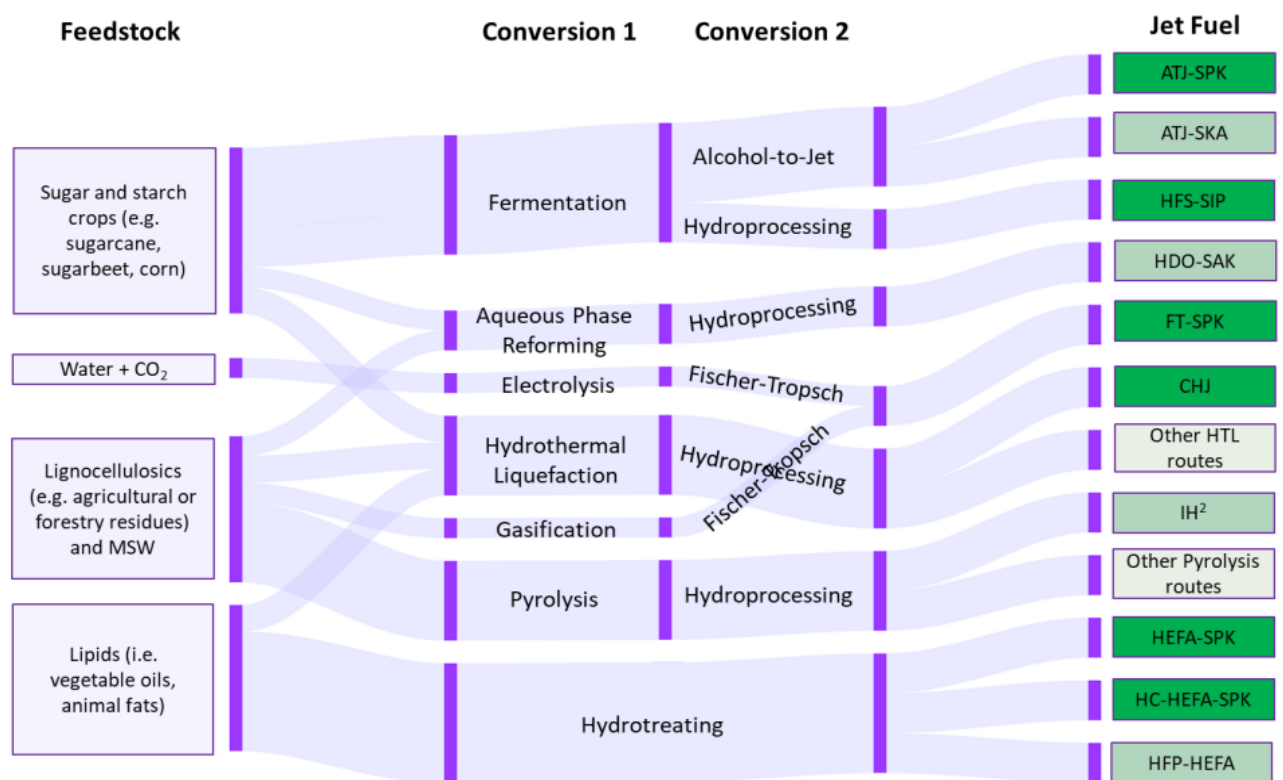 Feedstock
Conversion 1
Conversion 2
Jet Fuel
Sugar and starch
crops (e.g.
sugarcane,
sugarbeet, corn)
Water + CO₂
Lignocellulosics
(e.g. agricultural or
forestry residues)
and MSW
Lipids (i.e.
vegetable oils,
animal fats)
Fermentation
Aqueous Phase
Reforming
Electrolysis
Hydrothermal
Liquefaction
Gasification
Pyrolysis
Hydrotreating
Alcohol-to-Jet
Hydroprocessing
Hydroprocessing
Fischer-Tropsch
Hydroprocessing
Fischer-Tropsch
Hydroprocessing
ATJ-SPK
ATJ-SKA
HFS-SIP
HDO-SAK
FT-SPK
CHJ
Other HTL
routes
IH²
Other Pyrolysis
routes
HEFA-SPK
HC-HEFA-SPK
HFP-HEFA